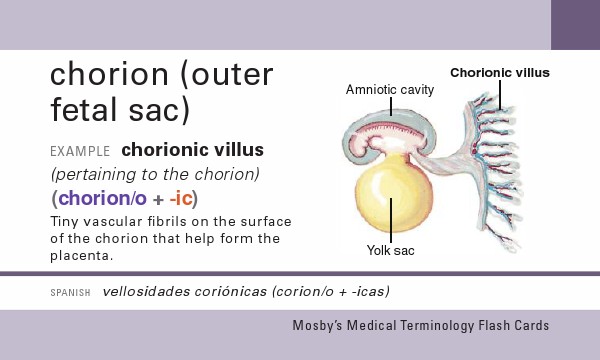 chorion (outer
fetal sac)
EXAMPLE chorionic villus
(pertaining to the chorion)
(chorion/o + -ic)
Tiny vascular fibrils on the surface
of the chorion that help form the
placenta.
Chorionic villus
Amniotic cavity
Yolk sac
SPANISH vellosidades coriónicas (corion/o + -icas)
Mosby's Medical Terminology Flash Cards